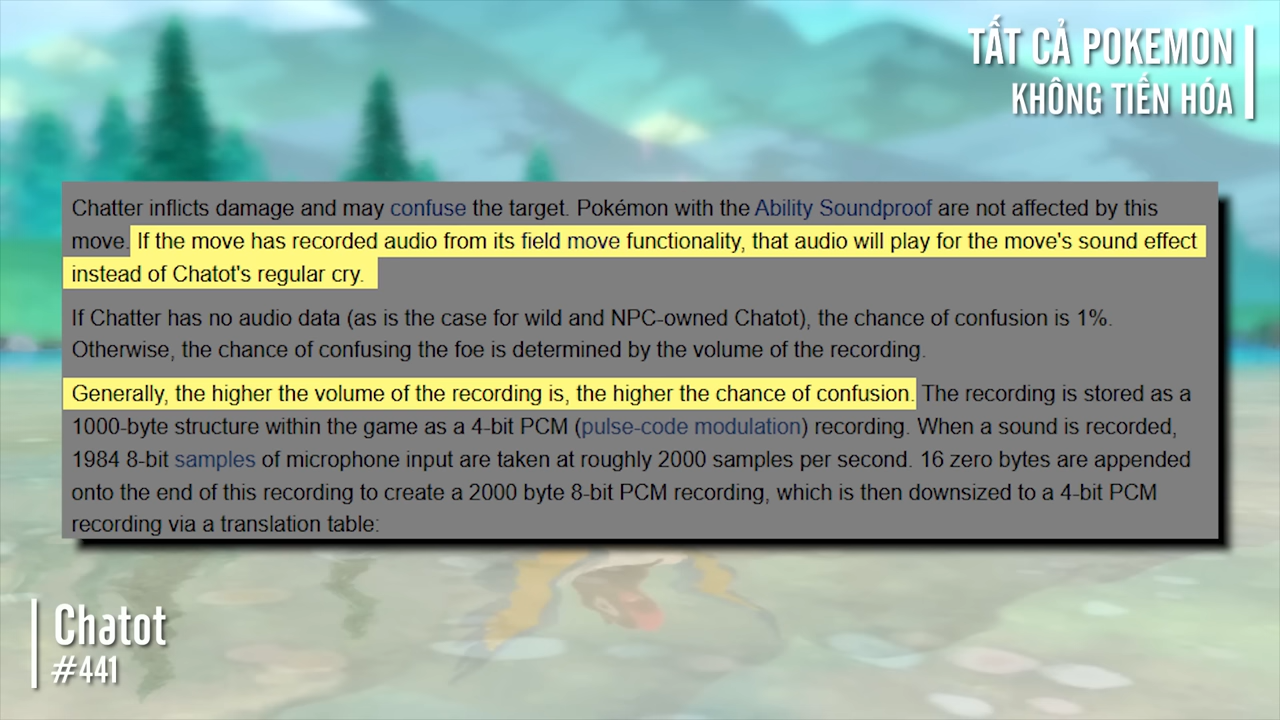 TẤT CẢ POKEMON
KHÔNG TIẾN HÓA
Chatter inflicts damage and may confuse the target. Pokémon with the Ability Soundproof are not affected by this
move. If the move has recorded audio from its field move functionality, that audio will play for the move's sound effect
instead of Chatot's regular cry.
If Chatter has no audio data (as is the case for wild and NPC-owned Chatot), the chance of confusion is 1%.
Otherwise, the chance of confusing the foe is determined by the volume of the recording.
Generally, the higher the volume of the recording is, the higher the chance of confusion. The recording is stored as a
1000-byte structure within the game as a 4-bit PCM (pulse-code modulation) recording. When a sound is recorded,
1984 8-bit samples of microphone input are taken at roughly 2000 samples per second. 16 zero bytes are appended
onto the end of this recording to create a 2000 byte 8-bit PCM recording, which is then downsized to a 4-bit PCM
recording via a translation table:
Chatot
#441